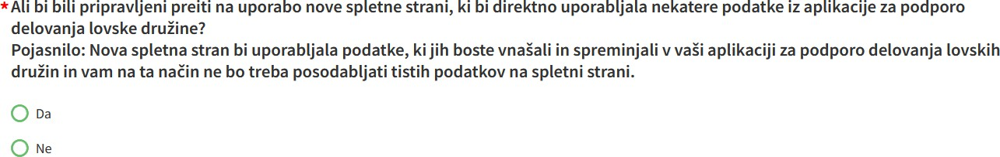 * Ali bi bili pripravljeni preiti na uporabo nove spletne strani, ki bi direktno uporabljala nekatere podatke iz aplikacije za podporo
delovanja lovske družine?
Pojasnilo: Nova spletna stran bi uporabljala podatke, ki jih boste vnašali in spreminjali v vaši aplikaciji za podporo delovanja lovskih
družin in vam na ta način ne bo treba posodabljati tistih podatkov na spletni strani.
Da
Ne